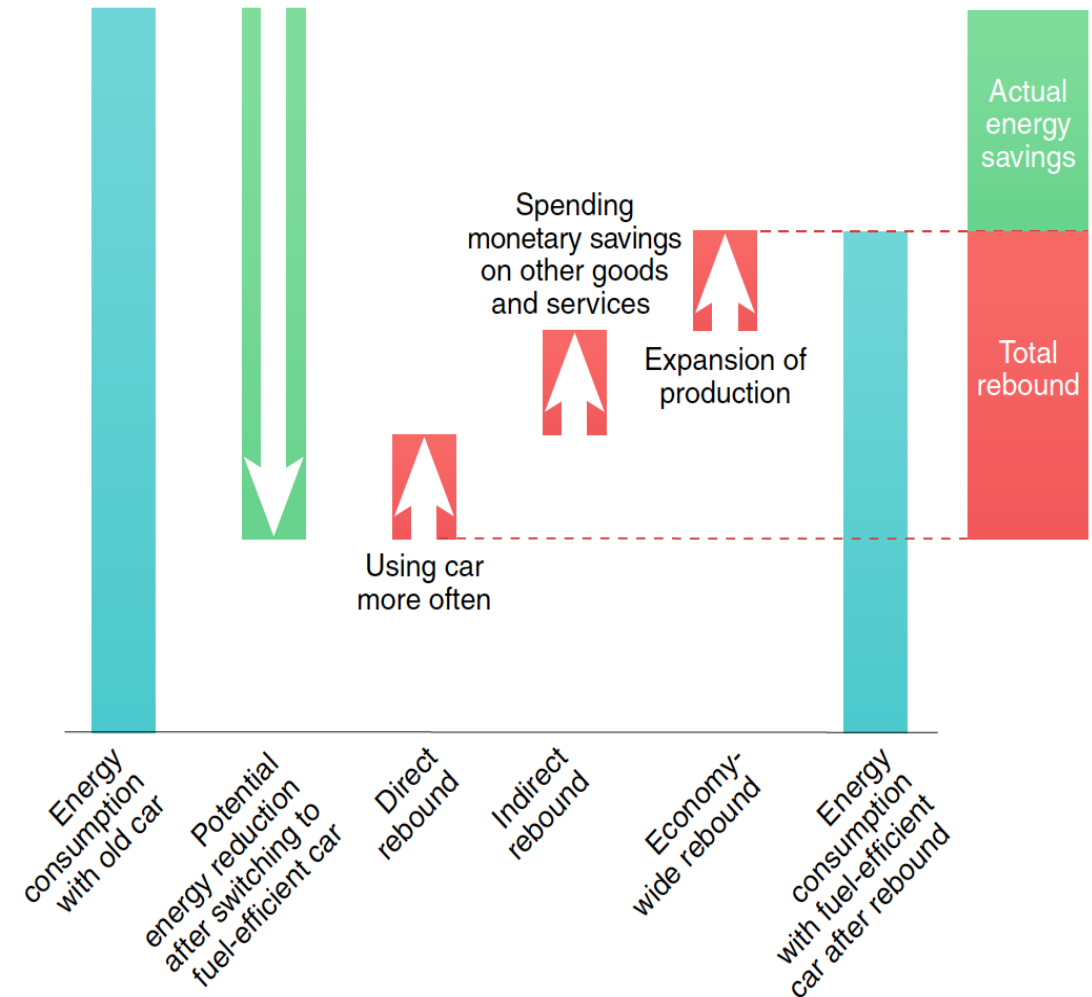 Actual
energy
savings
Spending
monetary savings
on other goods
and services
Expansion of
production
Total
rebound
Using car
more often
Energy
consumption
with old car
Potential
energy reduction
after switching to
fuel-efficient car
Direct
rebound
Indirect
rebound
Economy-
wide rebound
Energy
consumption
with fuel-efficient
car after rebound